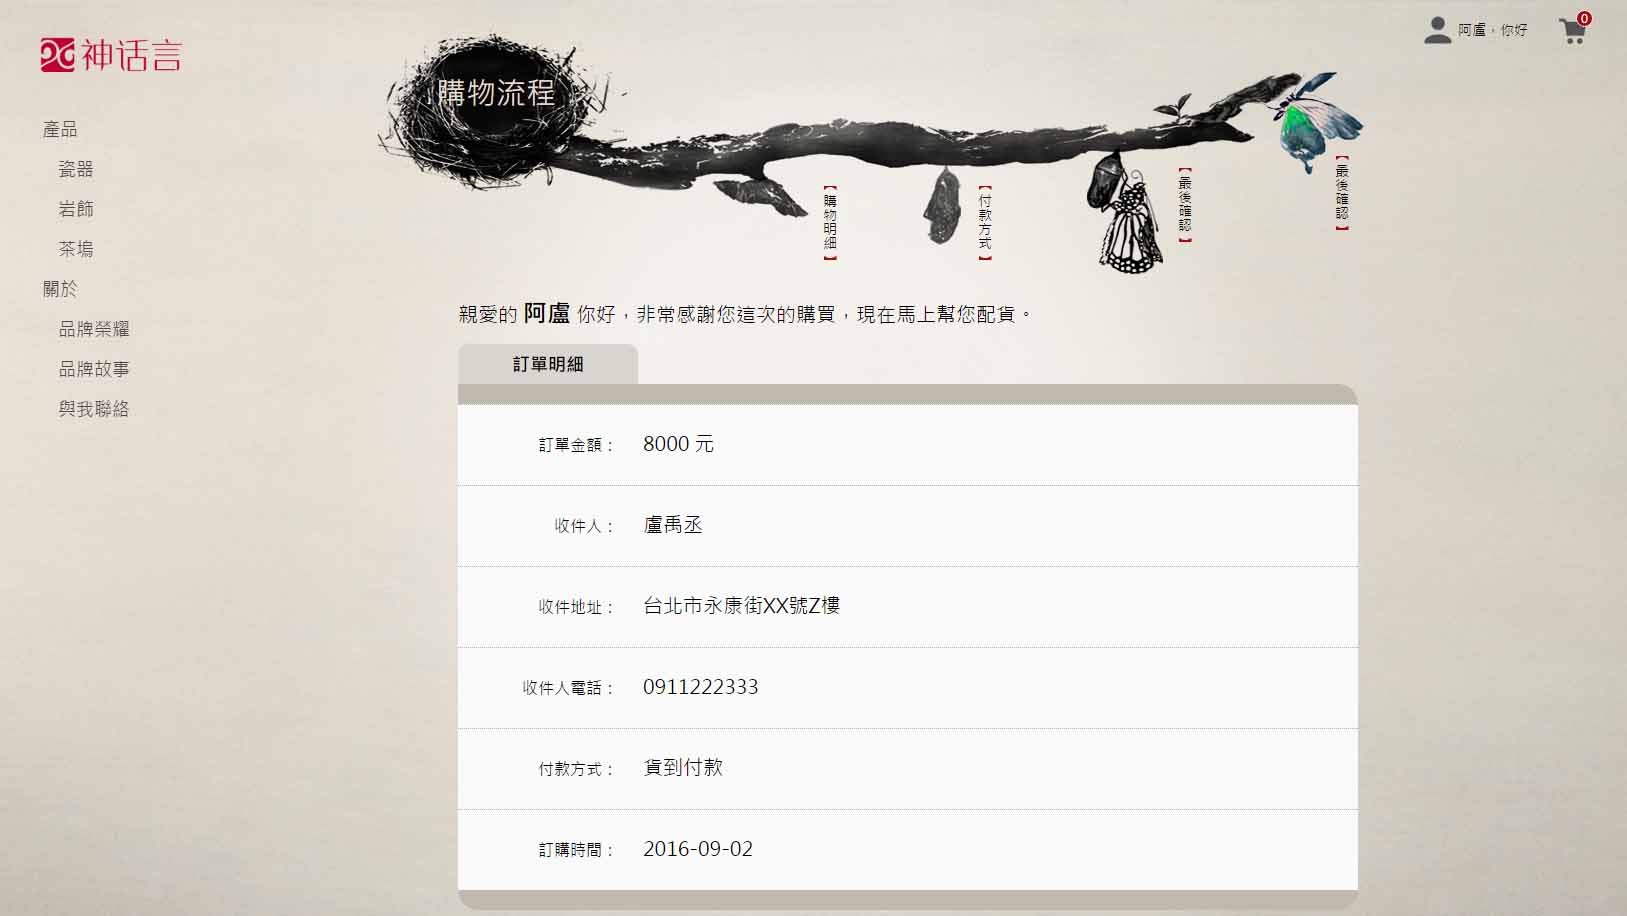 神话言
阿盧，你好
0
產品
瓷器
岩飾
茶塢
關於
品牌榮耀
品牌故事
與我聯絡
購物流程
【購物明細】
【付款方式】
【最後確認】
【最後確認】
親愛的 阿盧 你好，非常感謝您這次的購買，現在馬上幫您配貨。
訂單明細
訂單金額： 8000 元
收件人： 盧禹丞
收件地址： 台北市永康街XX號Z樓
收件人電話： 0911222333
付款方式： 貨到付款
訂購時間： 2016-09-02